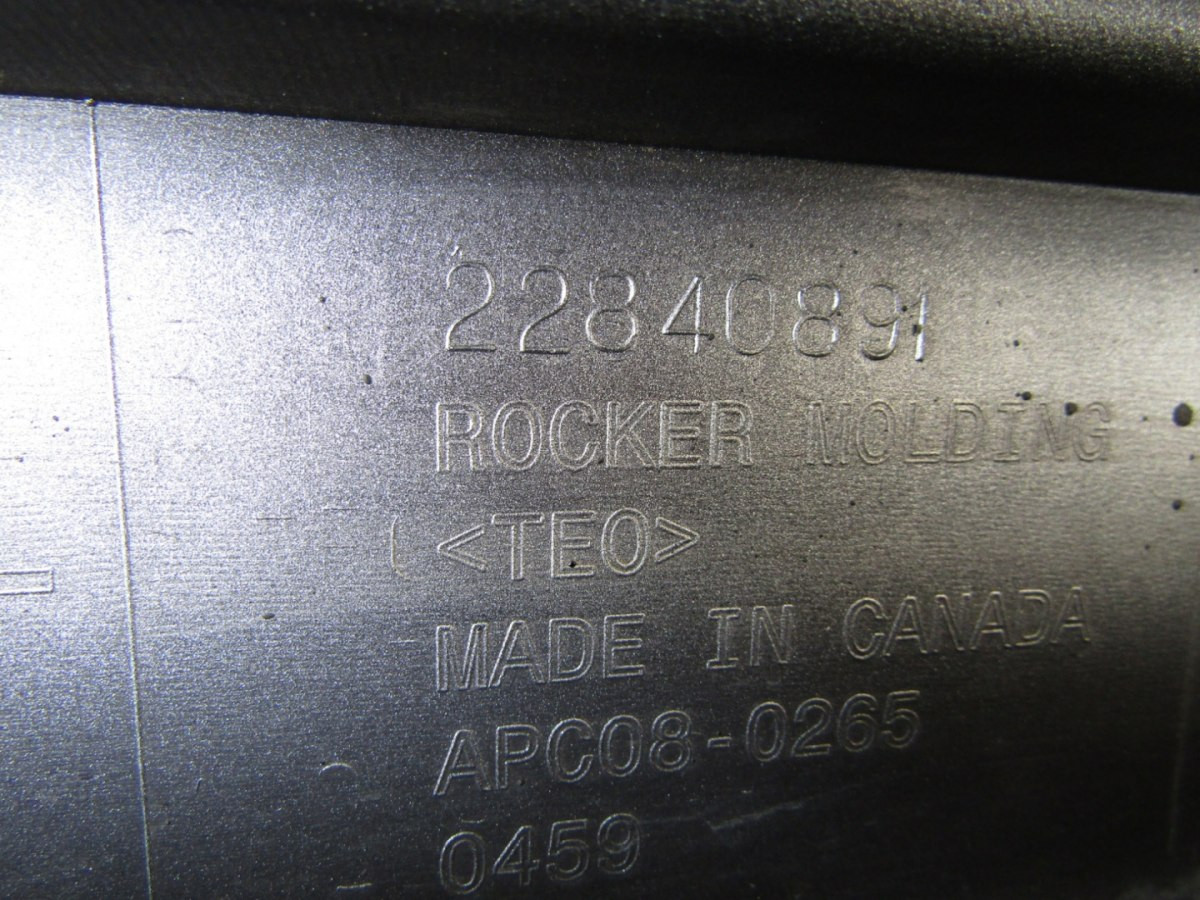 22840891
ROCKER MOLDING
<TEO>
MADE IN CANADA
APC08-0265
0459